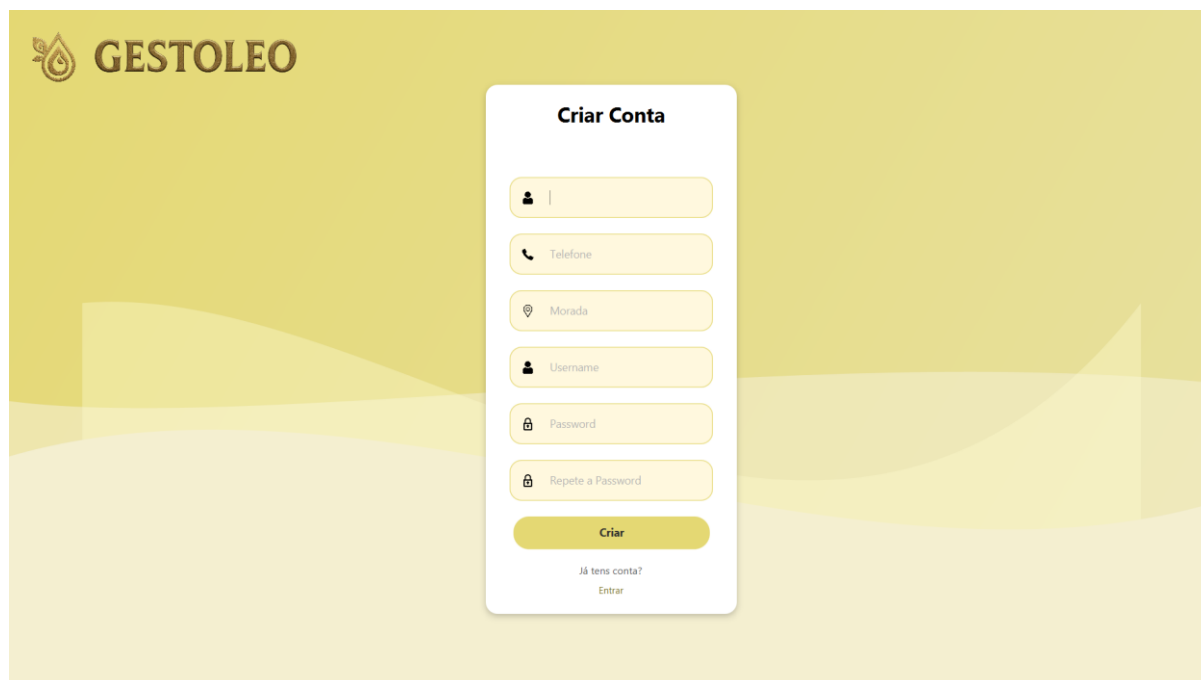 GESTOLEO
Criar Conta
Telefone
Morada
Username
Password
Repete a Password
Criar
Já tens conta?
Entrar